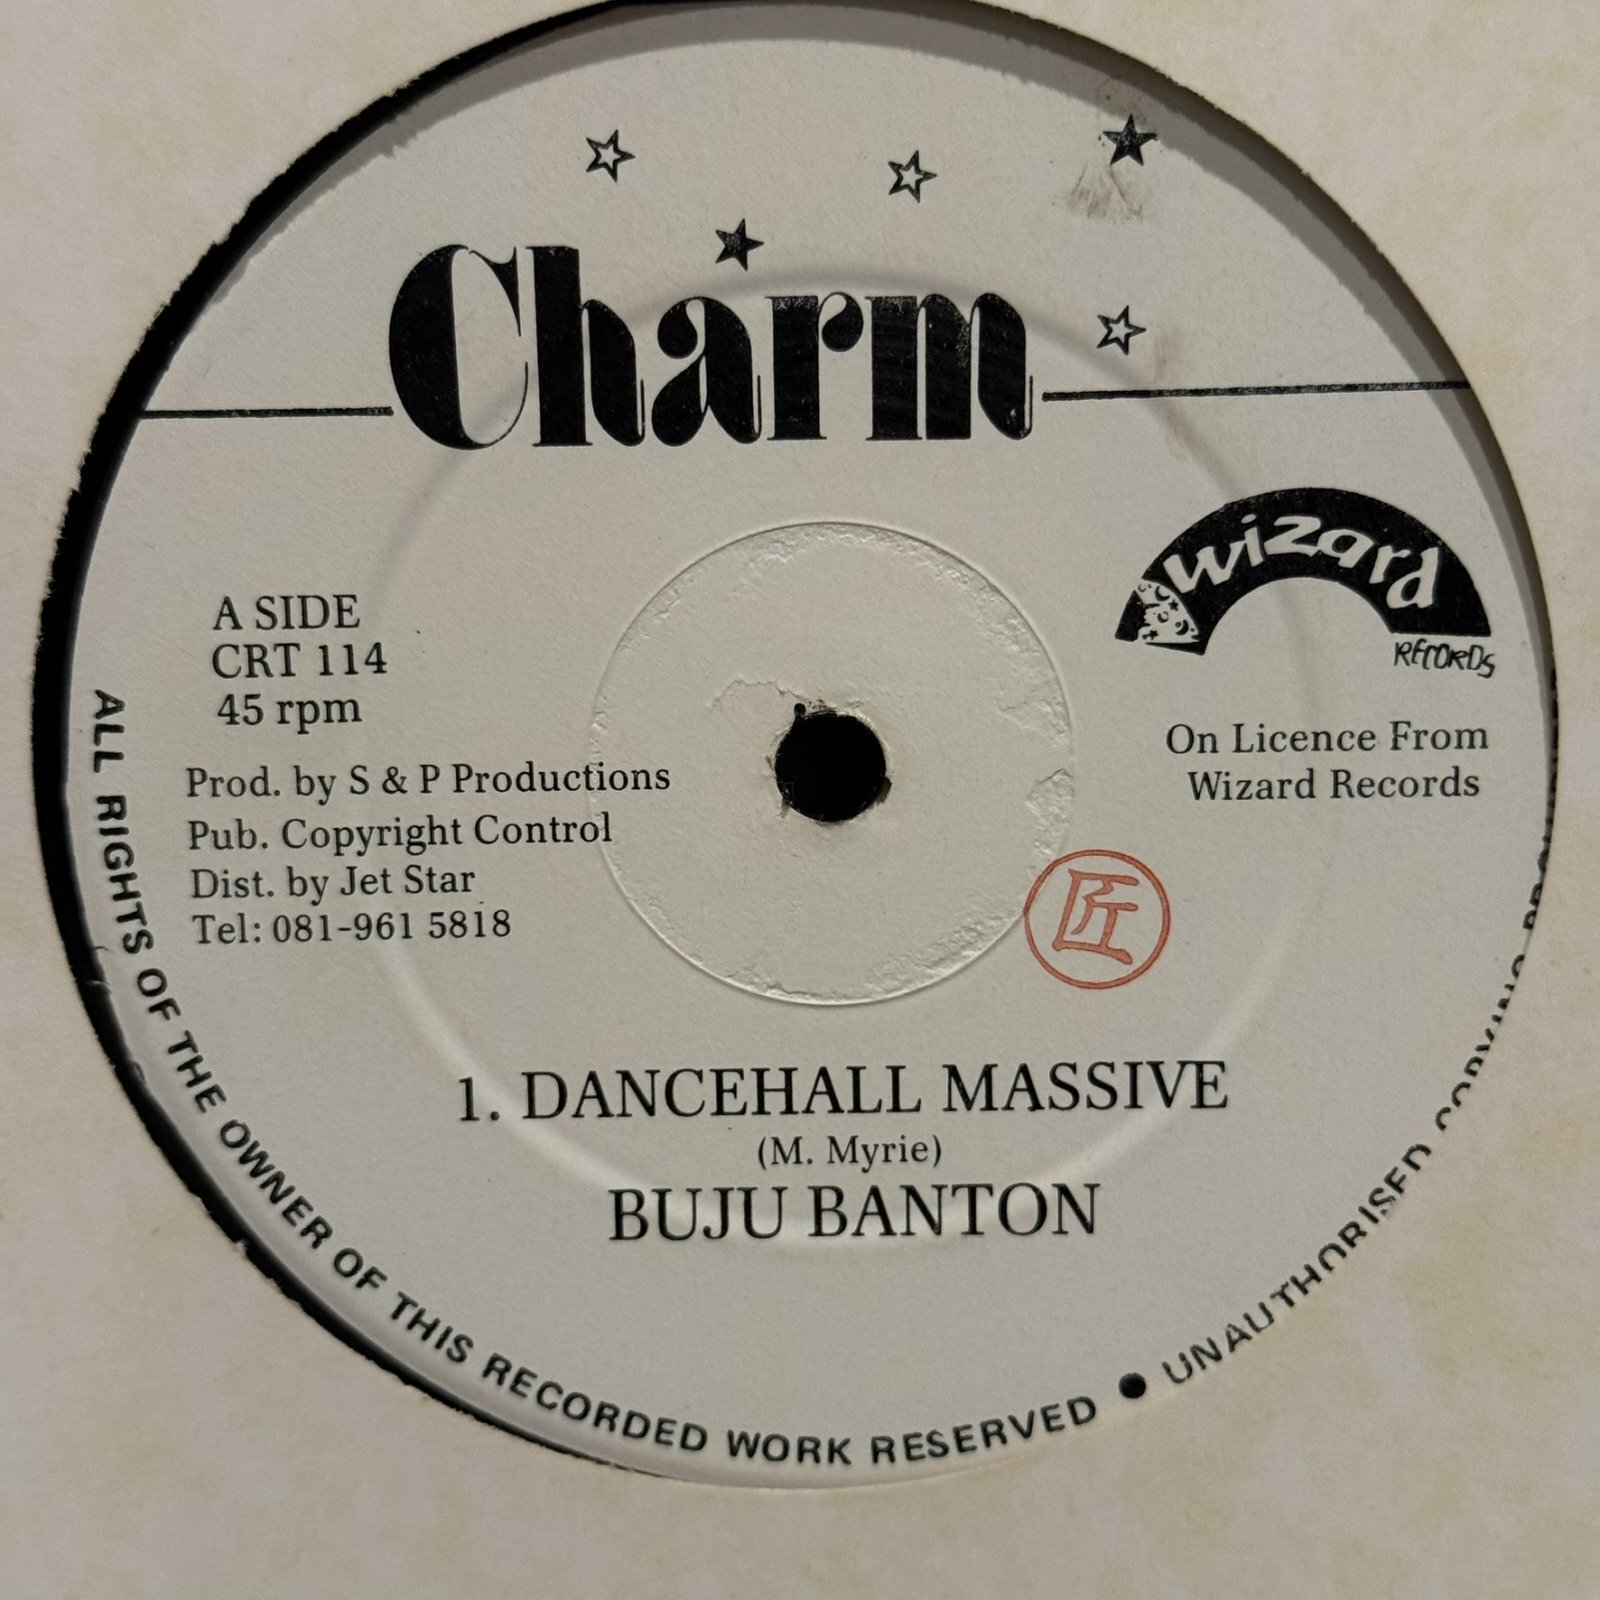 Charm
wizard
RECORDS
A SIDE
CRT 114
45 rpm
On Licence From
Wizard Records
Prod. by S & P Productions
Pub. Copyright Control
Dist. by Jet Star
Tel: 081-961 5818
匠
1. DANCEHALL MASSIVE
(M. Myrie)
BUJU BANTON
ALL RIGHTS OF THE OWNER OF THIS RECORDED WORK RESERVED • UNAUTHORISED COPYING